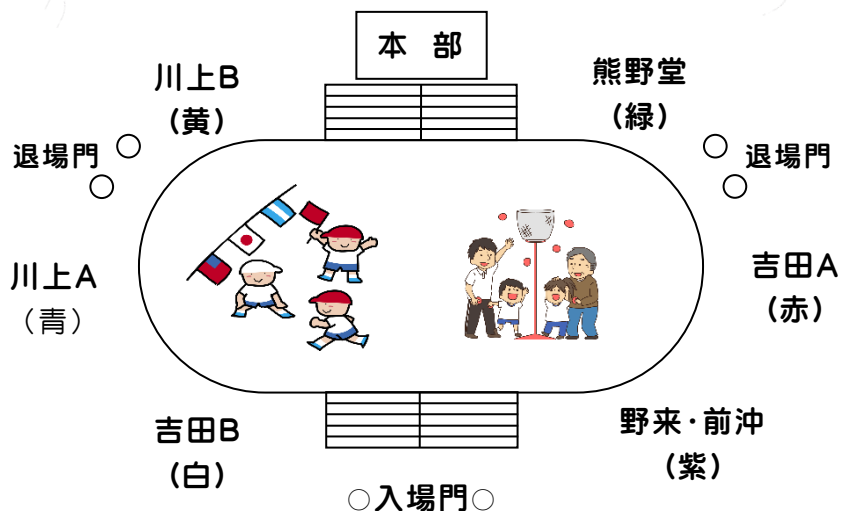 本 部
川上B
(黄)
熊野堂
(緑)
退場門
退場門
川上A
(青)
吉田A
(赤)
吉田B
(白)
野来・前沖
(紫)
○入場門○